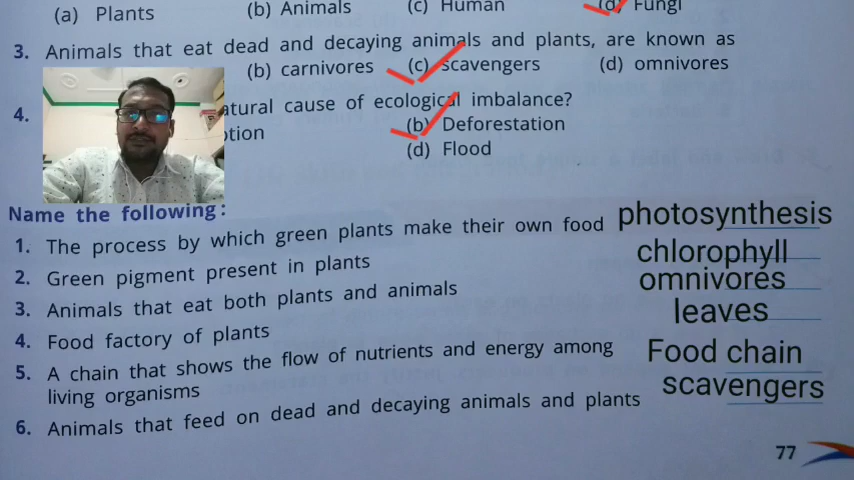 (a) Plants (b) Animals (c) Human (d) Fungi
3. Animals that eat dead and decaying animals and plants, are known as
(b) carnivores (c) scavengers (d) omnivores
4. atural cause of ecological imbalance?
tion (b) Deforestation
(d) Flood
Name the following:
1. The process by which green plants make their own food photosynthesis
2. Green pigment present in plants chlorophyll
3. Animals that eat both plants and animals omnivores
4. Food factory of plants leaves
5. A chain that shows the flow of nutrients and energy among Food chain
living organisms
6. Animals that feed on dead and decaying animals and plants scavengers
77